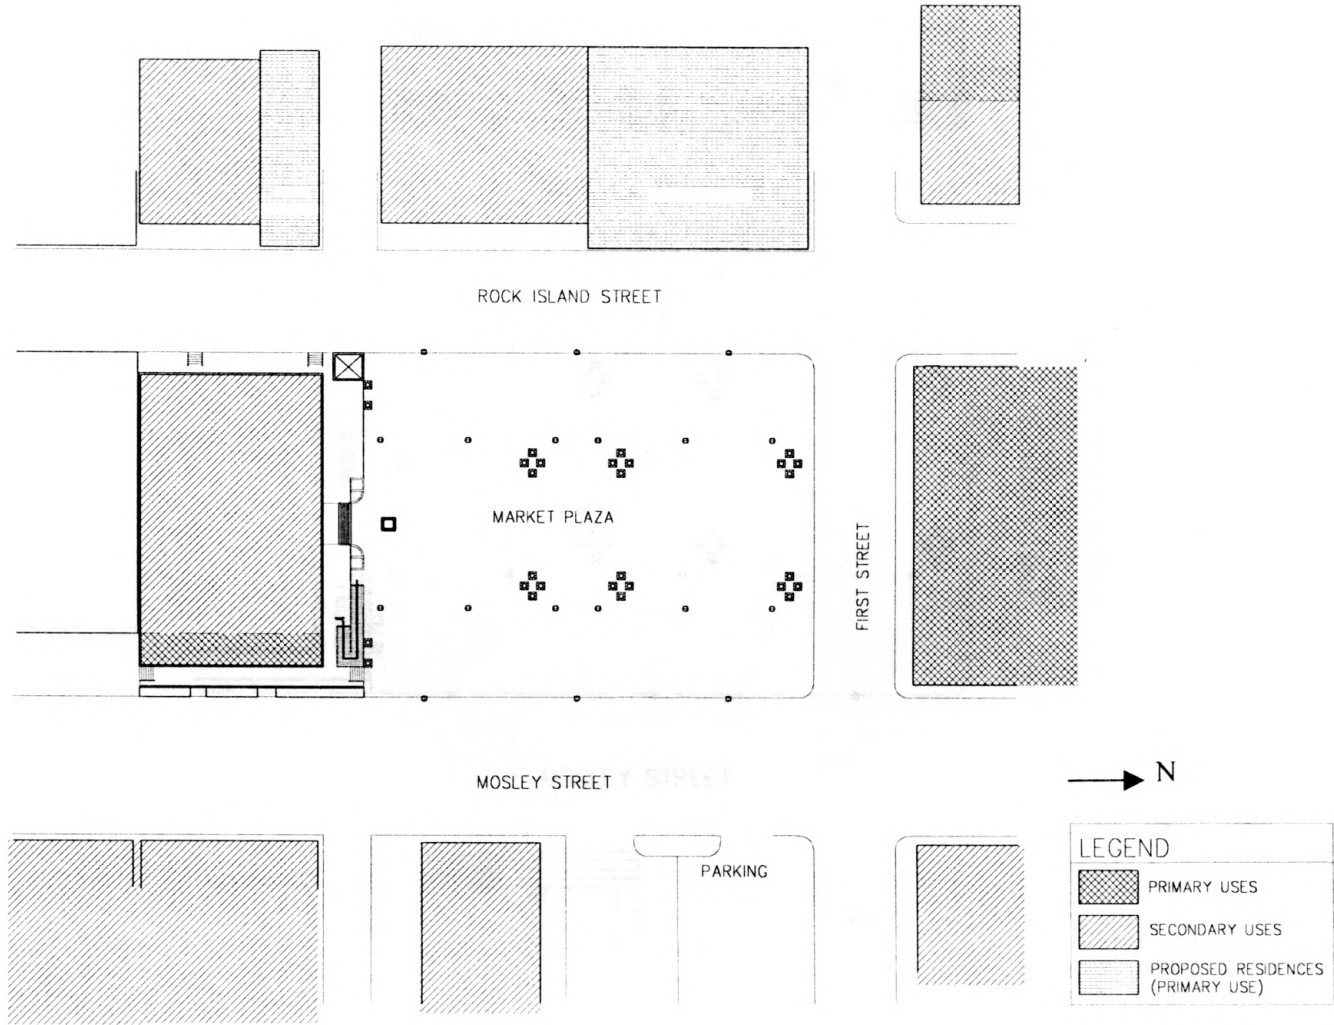 ROCK ISLAND STREET
MARKET PLAZA
FIRST STREET
MOSLEY STREET
N
PARKING
LEGEND
PRIMARY USES
SECONDARY USES
PROPOSED RESIDENCES
(PRIMARY USE)